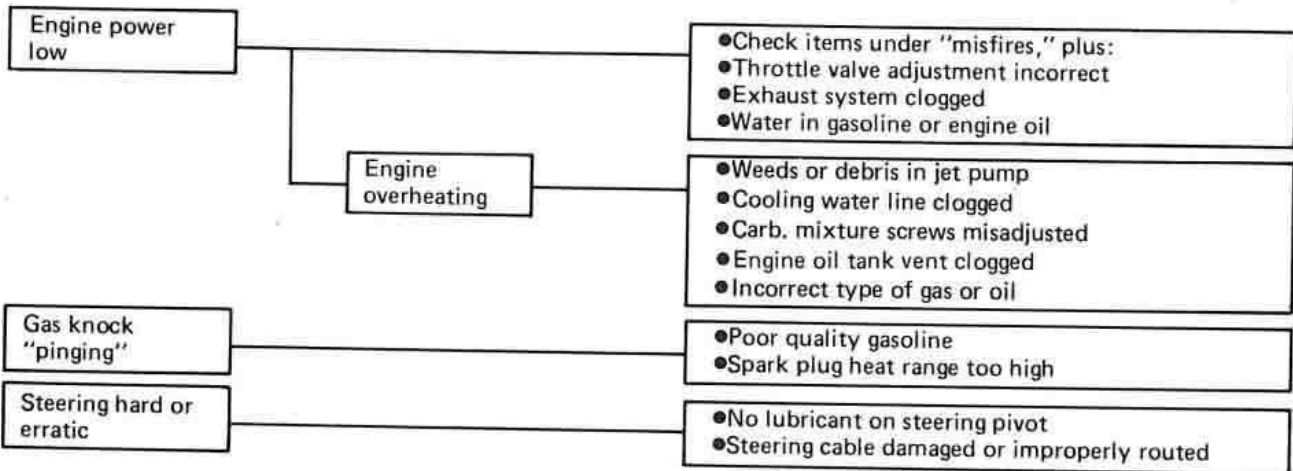 Engine power
low
●Check items under "misfires," plus:
●Throttle valve adjustment incorrect
●Exhaust system clogged
●Water in gasoline or engine oil
Engine
overheating
●Weeds or debris in jet pump
●Cooling water line clogged
●Carb. mixture screws misadjusted
●Engine oil tank vent clogged
●Incorrect type of gas or oil
Gas knock
"pinging"
●Poor quality gasoline
●Spark plug heat range too high
Steering hard or
erratic
●No lubricant on steering pivot
●Steering cable damaged or improperly routed